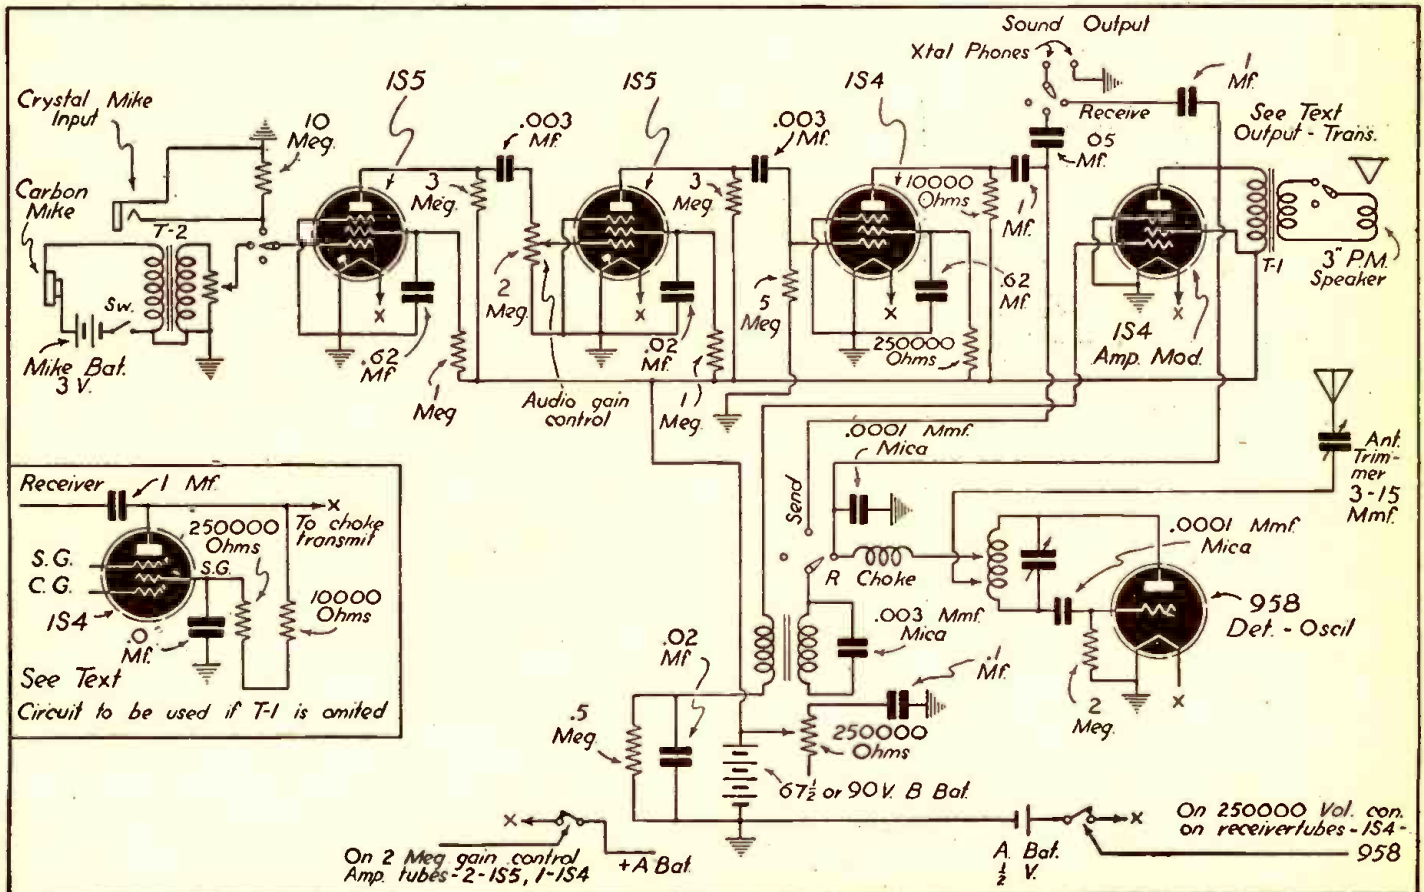 Sound Output
Xtal Phones
1
Mf.
Crystal Mike
Input
10
Meg.
1S5
1S5
1S4
Receive
See Text
Output - Trans.
.003
Mf.
.003
Mf.
.05
Mf.
Carbon
Mike
T-2
3
Meg.
3
Meg.
10000
Ohms
1
Mf.
T-1
3" P.M.
Speaker
Sw.
2
Meg.
5
Meg
.62
Mf.
X
X
X
X
Mike Bat.
3 V.
.62
Mf
.02
Mf.
250000
Ohms
1S4
Amp. Mod.
1
Meg
Audio gain
control
1
Meg.
.0001 Mmf.
Mica
Ant.
Trim-
mer
3-15
Mmf.
Receiver
1 Mf.
X
To choke
transmit
250000
Ohms
S.G.
C.G.
S.G.
1S4
.0
Mf.
10000
Ohms
See Text
Circuit to be used if T-1 is omited
Send
R
Choke
.0001 Mmf.
Mica
958
Det. - Oscil
.003 Mmf.
Mica
.02
Mf
.1
Mf.
2
Meg.
X
.5
Meg.
250000
Ohms
67½ or 90 V. B Bat.
X
On 2 Meg gain control
Amp. tubes - 2 - 1S5, 1 - 1S4
+ A Bat.
A. Bat.
½
V.
X
On 250000 Vol. con.
on receiver tubes - 1S4 -
958